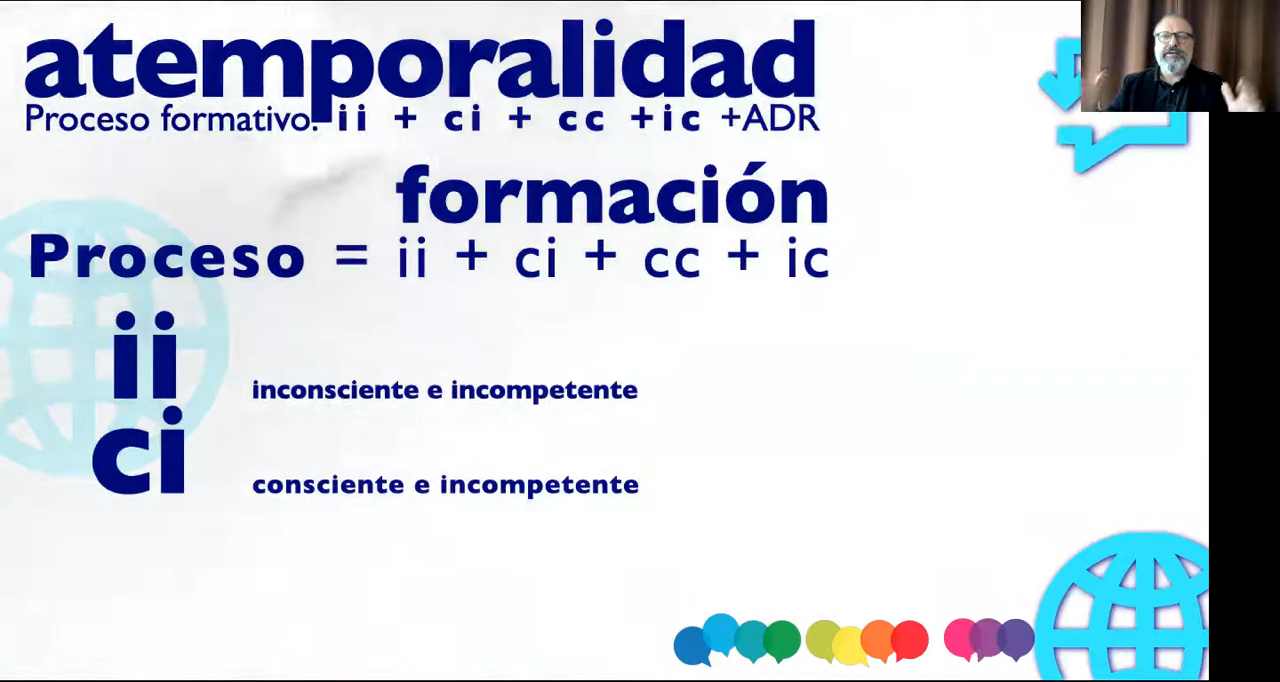 atemporalidad
Proceso formativo: ii + ci + cc +ic +ADR
formación
Proceso = ii + ci + cc + ic
ii inconsciente e incompetente
ci consciente e incompetente